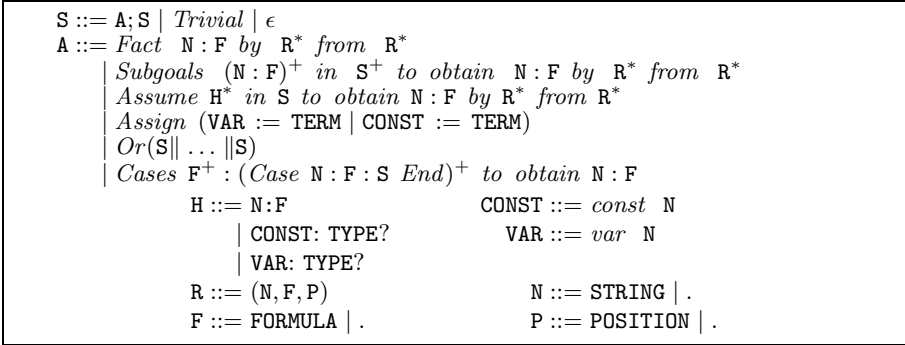 S ::= A; S | Trivial | ϵ
A ::= Fact N : F by R* from R*
| Subgoals (N : F)⁺ in S⁺ to obtain N : F by R* from R*
| Assume H* in S to obtain N : F by R* from R*
| Assign (VAR := TERM | CONST := TERM)
| Or(S‖ … ‖S)
| Cases F⁺ : (Case N : F : S End)⁺ to obtain N : F
H ::= N:F CONST ::= const N
| CONST: TYPE? VAR ::= var N
| VAR: TYPE?
R ::= (N, F, P) N ::= STRING | .
F ::= FORMULA | . P ::= POSITION | .